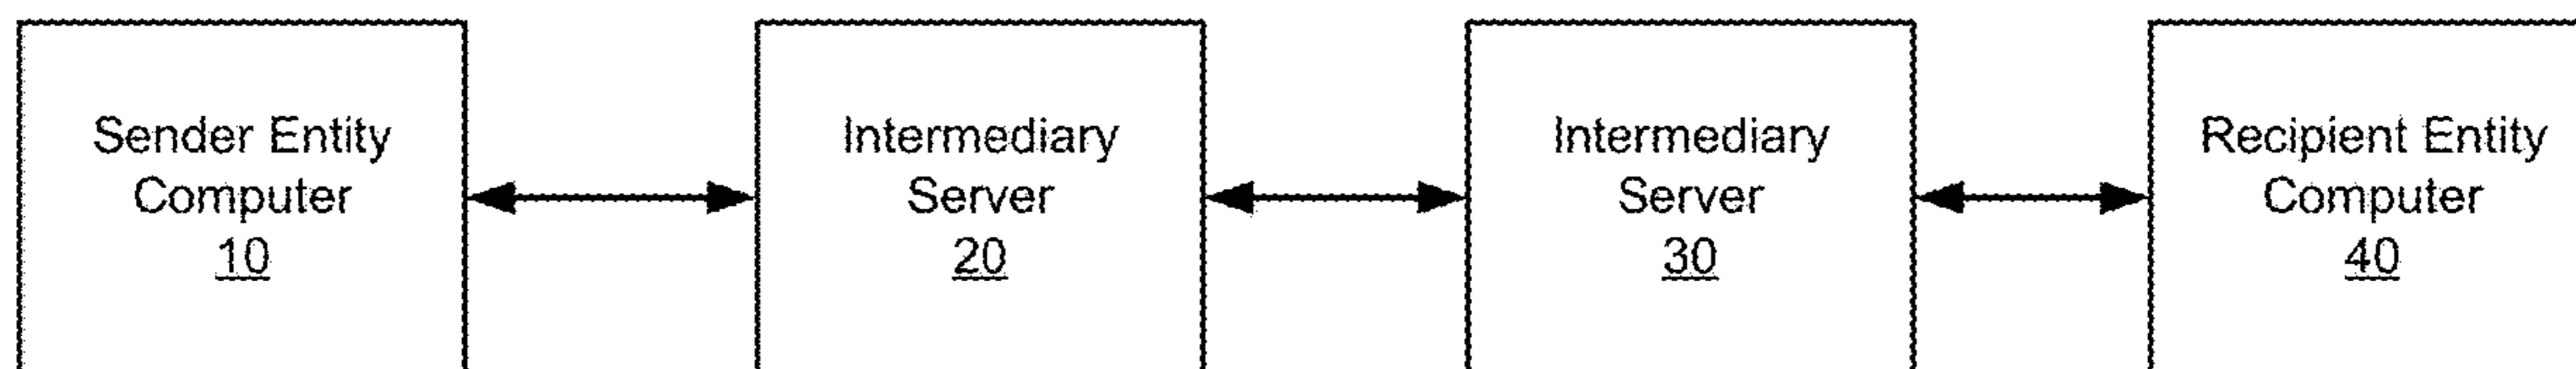 Sender Entity
Computer
10
Intermediary
Server
20
Intermediary
Server
30
Recipient Entity
Computer
40